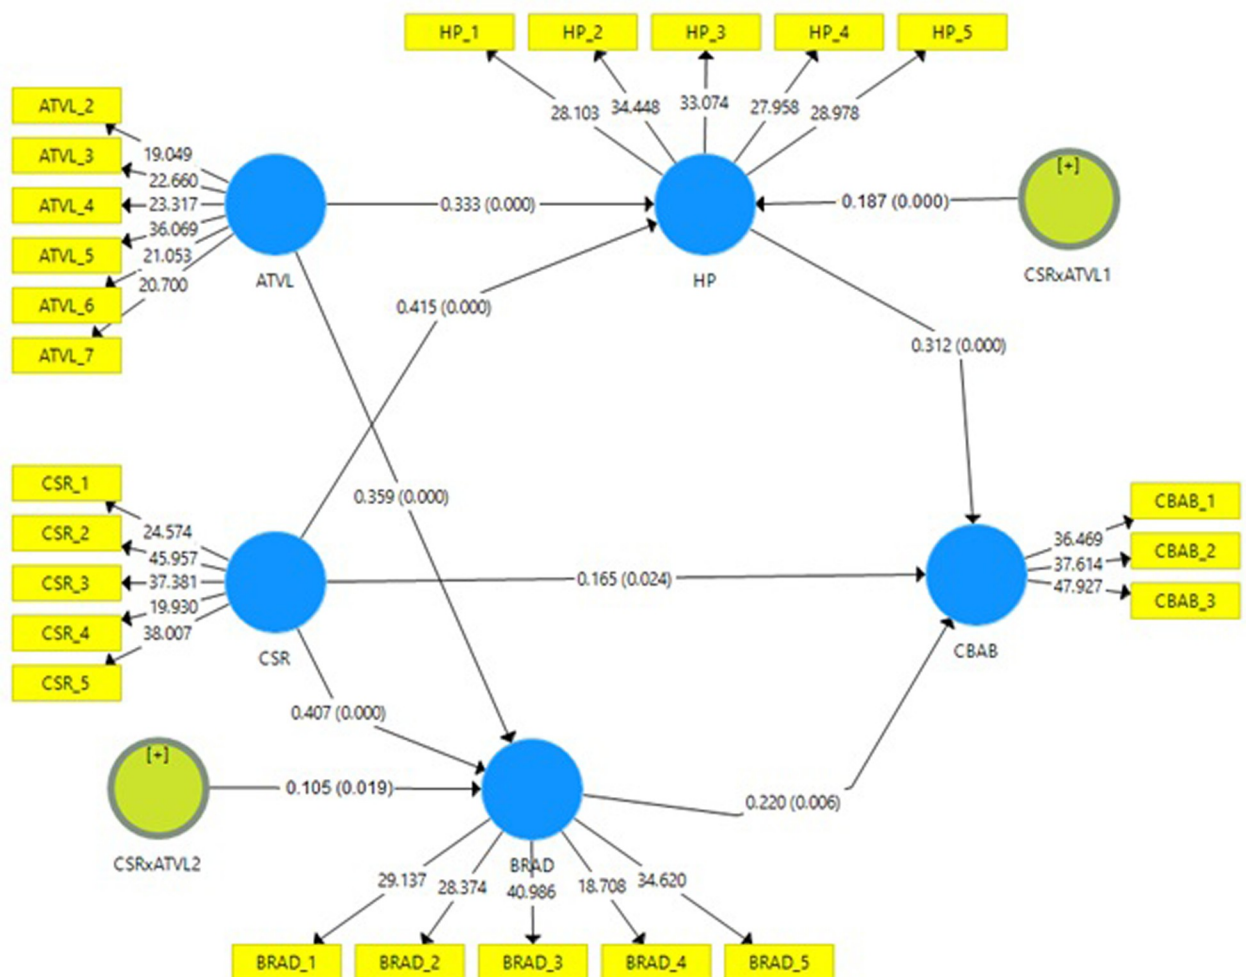 HP_1 HP_2 HP_3 HP_4 HP_5
28.103 34.448 33.074 27.958 28.978
ATVL_2
ATVL_3
ATVL_4
ATVL_5
ATVL_6
ATVL_7
19.049
22.660
23.317
36.069
21.053
20.700
ATVL
0.333 (0.000)
HP
0.187 (0.000)
[+]
CSRxATVL1
0.415 (0.000)
0.312 (0.000)
0.359 (0.000)
CSR_1
CSR_2
CSR_3
CSR_4
CSR_5
24.574
45.957
37.381
19.930
38.007
CSR
0.165 (0.024)
CBAB
36.469
37.614
47.927
CBAB_1
CBAB_2
CBAB_3
0.407 (0.000)
[+]
CSRxATVL2
0.105 (0.019)
0.220 (0.006)
BRAD
29.137 28.374 40.986 18.708 34.620
BRAD_1 BRAD_2 BRAD_3 BRAD_4 BRAD_5